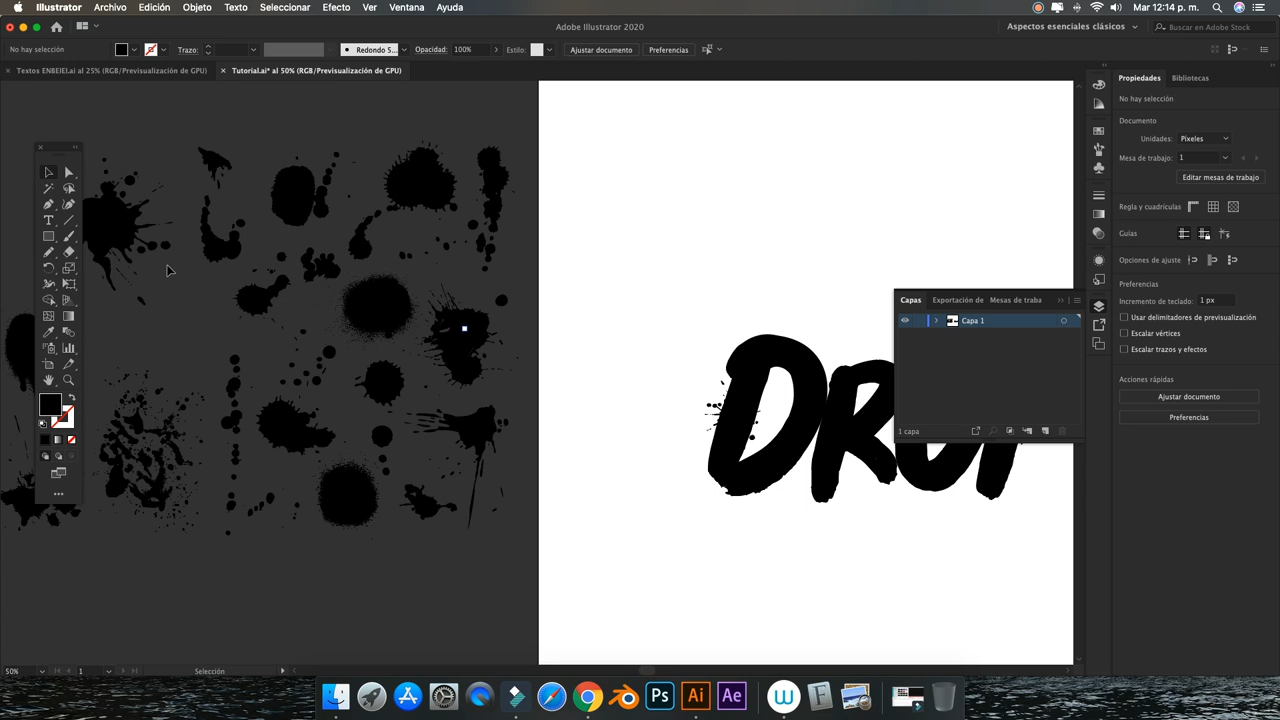 Illustrator Archivo Edición Objeto Texto Seleccionar Efecto Ver Ventana Ayuda
Mar 12:14 p. m.
Adobe Illustrator 2020
Aspectos esenciales clásicos
Buscar en Adobe Stock
No hay selección
Trazo:
Redondo 5...
Opacidad: 100%
Estilo:
Ajustar documento
Preferencias
Textos ENBEIEI.ai al 25% (RGB/Previsualización de GPU)
Tutorial.ai* al 50% (RGB/Previsualización de GPU)
Propiedades
Bibliotecas
No hay selección
Documento
Unidades: Píxeles
Mesa de trabajo: 1
Editar mesas de trabajo
Regla y cuadrículas
Guías
Opciones de ajuste
Preferencias
Incremento de teclado: 1 px
Usar delimitadores de previsualización
Escalar vértices
Escalar trazos y efectos
Acciones rápidas
Ajustar documento
Preferencias
Capas
Exportación de
Mesas de traba
Capa 1
1 capa
DROP
50%
1
Selección
Ps
Ai
Ae